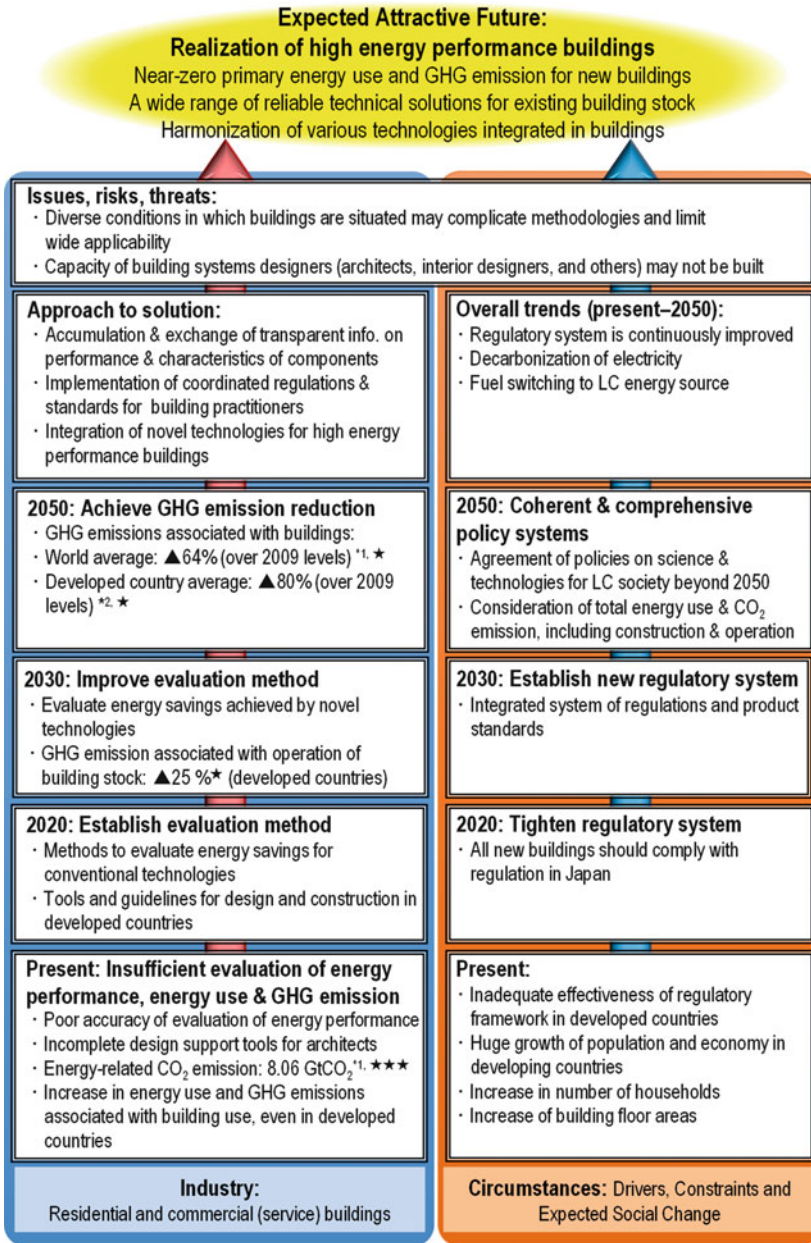 Expected Attractive Future:
Realization of high energy performance buildings
Near-zero primary energy use and GHG emission for new buildings
A wide range of reliable technical solutions for existing building stock
Harmonization of various technologies integrated in buildings
Issues, risks, threats:
· Diverse conditions in which buildings are situated may complicate methodologies and limit
wide applicability
· Capacity of building systems designers (architects, interior designers, and others) may not be built
Approach to solution:
· Accumulation & exchange of transparent info. on
performance & characteristics of components
· Implementation of coordinated regulations &
standards for building practitioners
· Integration of novel technologies for high energy
performance buildings
Overall trends (present–2050):
· Regulatory system is continuously improved
· Decarbonization of electricity
· Fuel switching to LC energy source
2050: Achieve GHG emission reduction
· GHG emissions associated with buildings:
· World average: ▲64% (over 2009 levels) *1, ★
· Developed country average: ▲80% (over 2009
levels) *2, ★
2050: Coherent & comprehensive
policy systems
· Agreement of policies on science &
technologies for LC society beyond 2050
· Consideration of total energy use & CO₂
emission, including construction & operation
2030: Improve evaluation method
· Evaluate energy savings achieved by novel
technologies
· GHG emission associated with operation of
building stock: ▲25 %★ (developed countries)
2030: Establish new regulatory system
· Integrated system of regulations and product
standards
2020: Establish evaluation method
· Methods to evaluate energy savings for
conventional technologies
· Tools and guidelines for design and construction in
developed countries
2020: Tighten regulatory system
· All new buildings should comply with
regulation in Japan
Present: Insufficient evaluation of energy
performance, energy use & GHG emission
· Poor accuracy of evaluation of energy performance
· Incomplete design support tools for architects
· Energy-related CO₂ emission: 8.06 GtCO₂*1, ★★★
· Increase in energy use and GHG emissions
associated with building use, even in developed
countries
Present:
· Inadequate effectiveness of regulatory
framework in developed countries
· Huge growth of population and economy in
developing countries
· Increase in number of households
· Increase of building floor areas
Industry:
Residential and commercial (service) buildings
Circumstances: Drivers, Constraints and
Expected Social Change